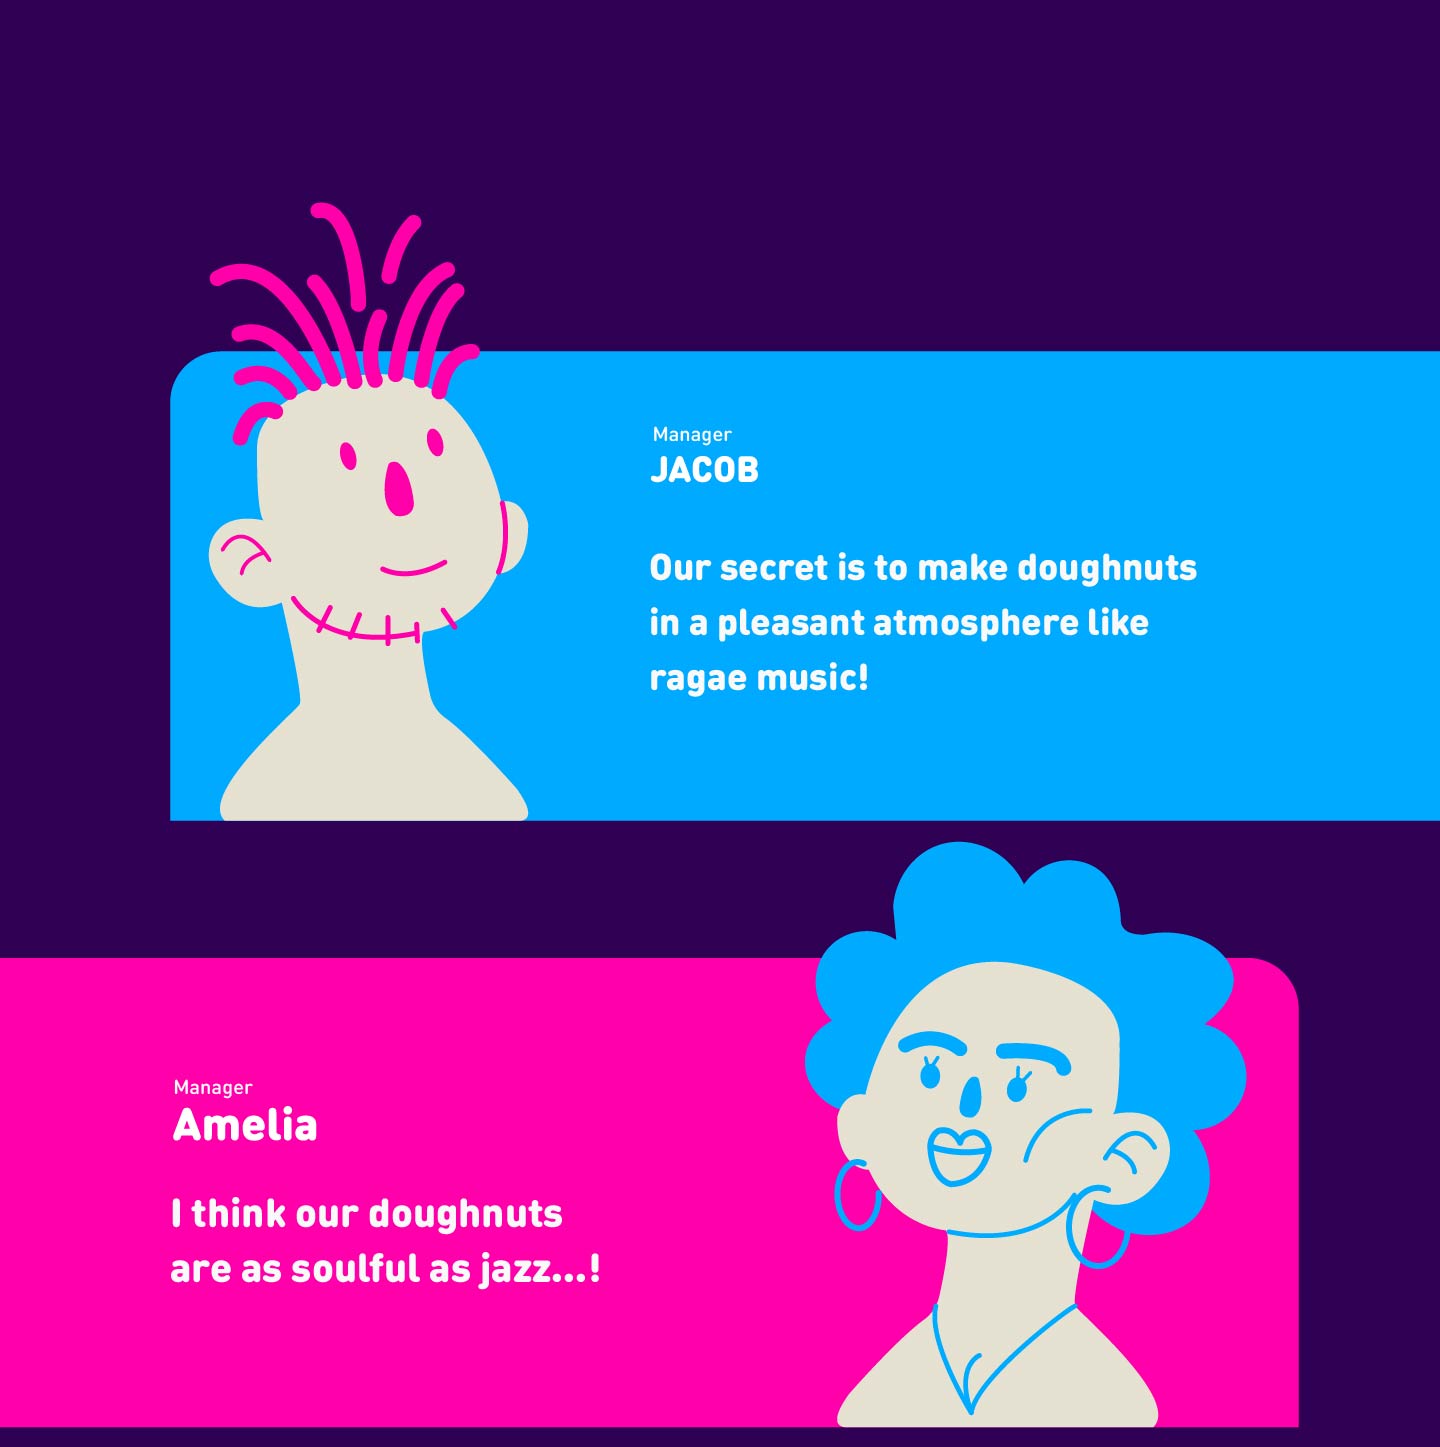 Manager
JACOB
Our secret is to make doughnuts
in a pleasant atmosphere like
ragae music!
Manager
Amelia
I think our doughnuts
are as soulful as jazz...!